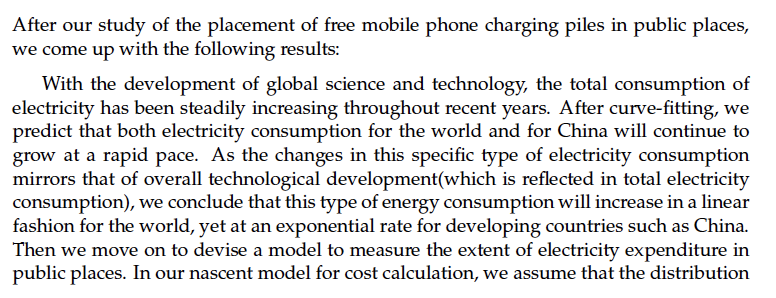 After our study of the placement of free mobile phone charging piles in public places,
we come up with the following results:
With the development of global science and technology, the total consumption of
electricity has been steadily increasing throughout recent years. After curve-fitting, we
predict that both electricity consumption for the world and for China will continue to
grow at a rapid pace. As the changes in this specific type of electricity consumption
mirrors that of overall technological development(which is reflected in total electricity
consumption), we conclude that this type of energy consumption will increase in a linear
fashion for the world, yet at an exponential rate for developing countries such as China.
Then we move on to devise a model to measure the extent of electricity expenditure in
public places. In our nascent model for cost calculation, we assume that the distribution